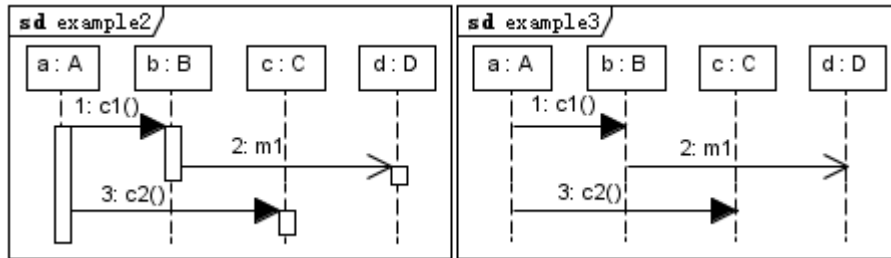 sd example2
a : A b : B c : C d : D
1: c1()
2: m1
3: c2()
sd example3
a : A b : B c : C d : D
1: c1()
2: m1
3: c2()